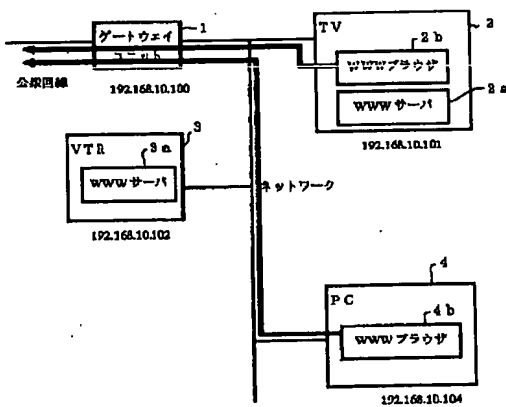 ゲートウェイ
ユニット
1
公衆回線
192.168.10.100
TV
2
2b
WWWブラウザ
2a
WWWサーバ
192.168.10.101
VTR
3
3a
WWWサーバ
192.168.10.102
ネットワーク
PC
4
4b
WWWブラウザ
192.168.10.104